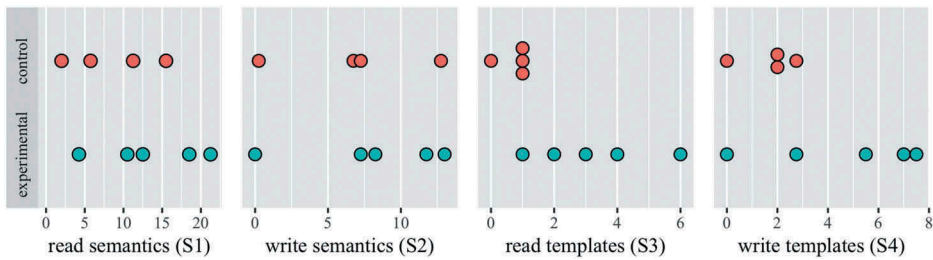 control
experimental
0 5 10 15 20
0 5 10
0 2 4 6
0 2 4 6 8
read semantics (S1)
write semantics (S2)
read templates (S3)
write templates (S4)